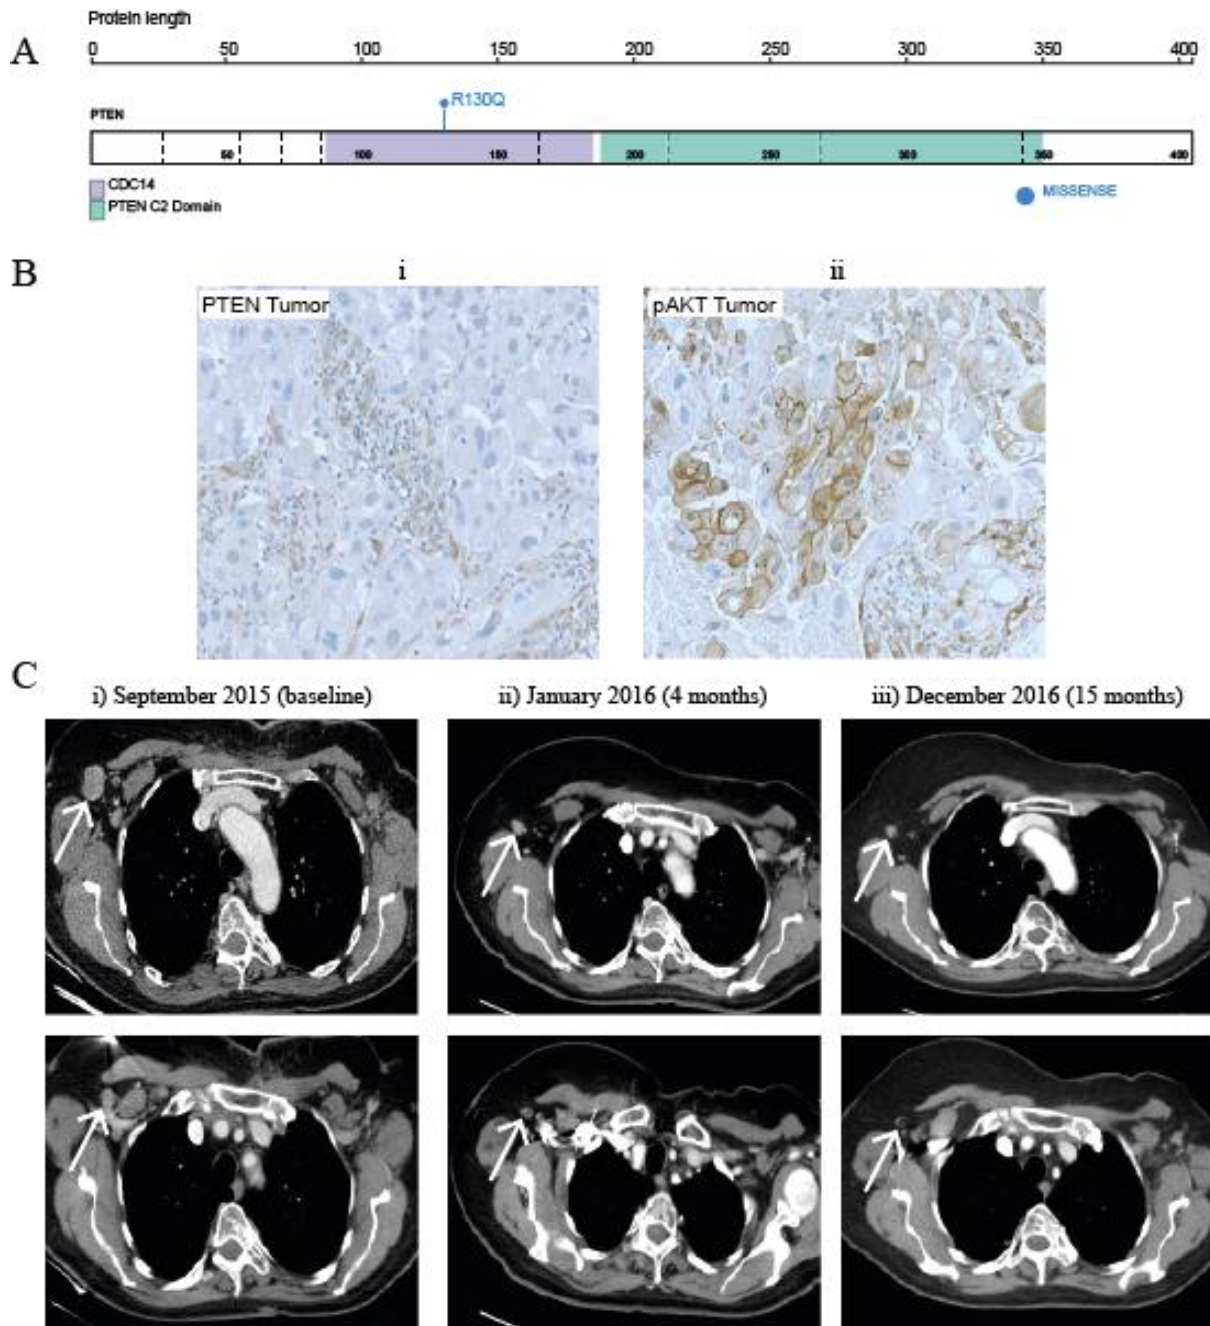 Protein length
A
0 50 100 150 200 250 300 350 400
R130Q
PTEN
50 100 150 200 250 300 350 400
CDC14
PTEN C2 Domain
MISSENSE
B
i ii
PTEN Tumor
pAKT Tumor
C
i) September 2015 (baseline) ii) January 2016 (4 months) iii) December 2016 (15 months)